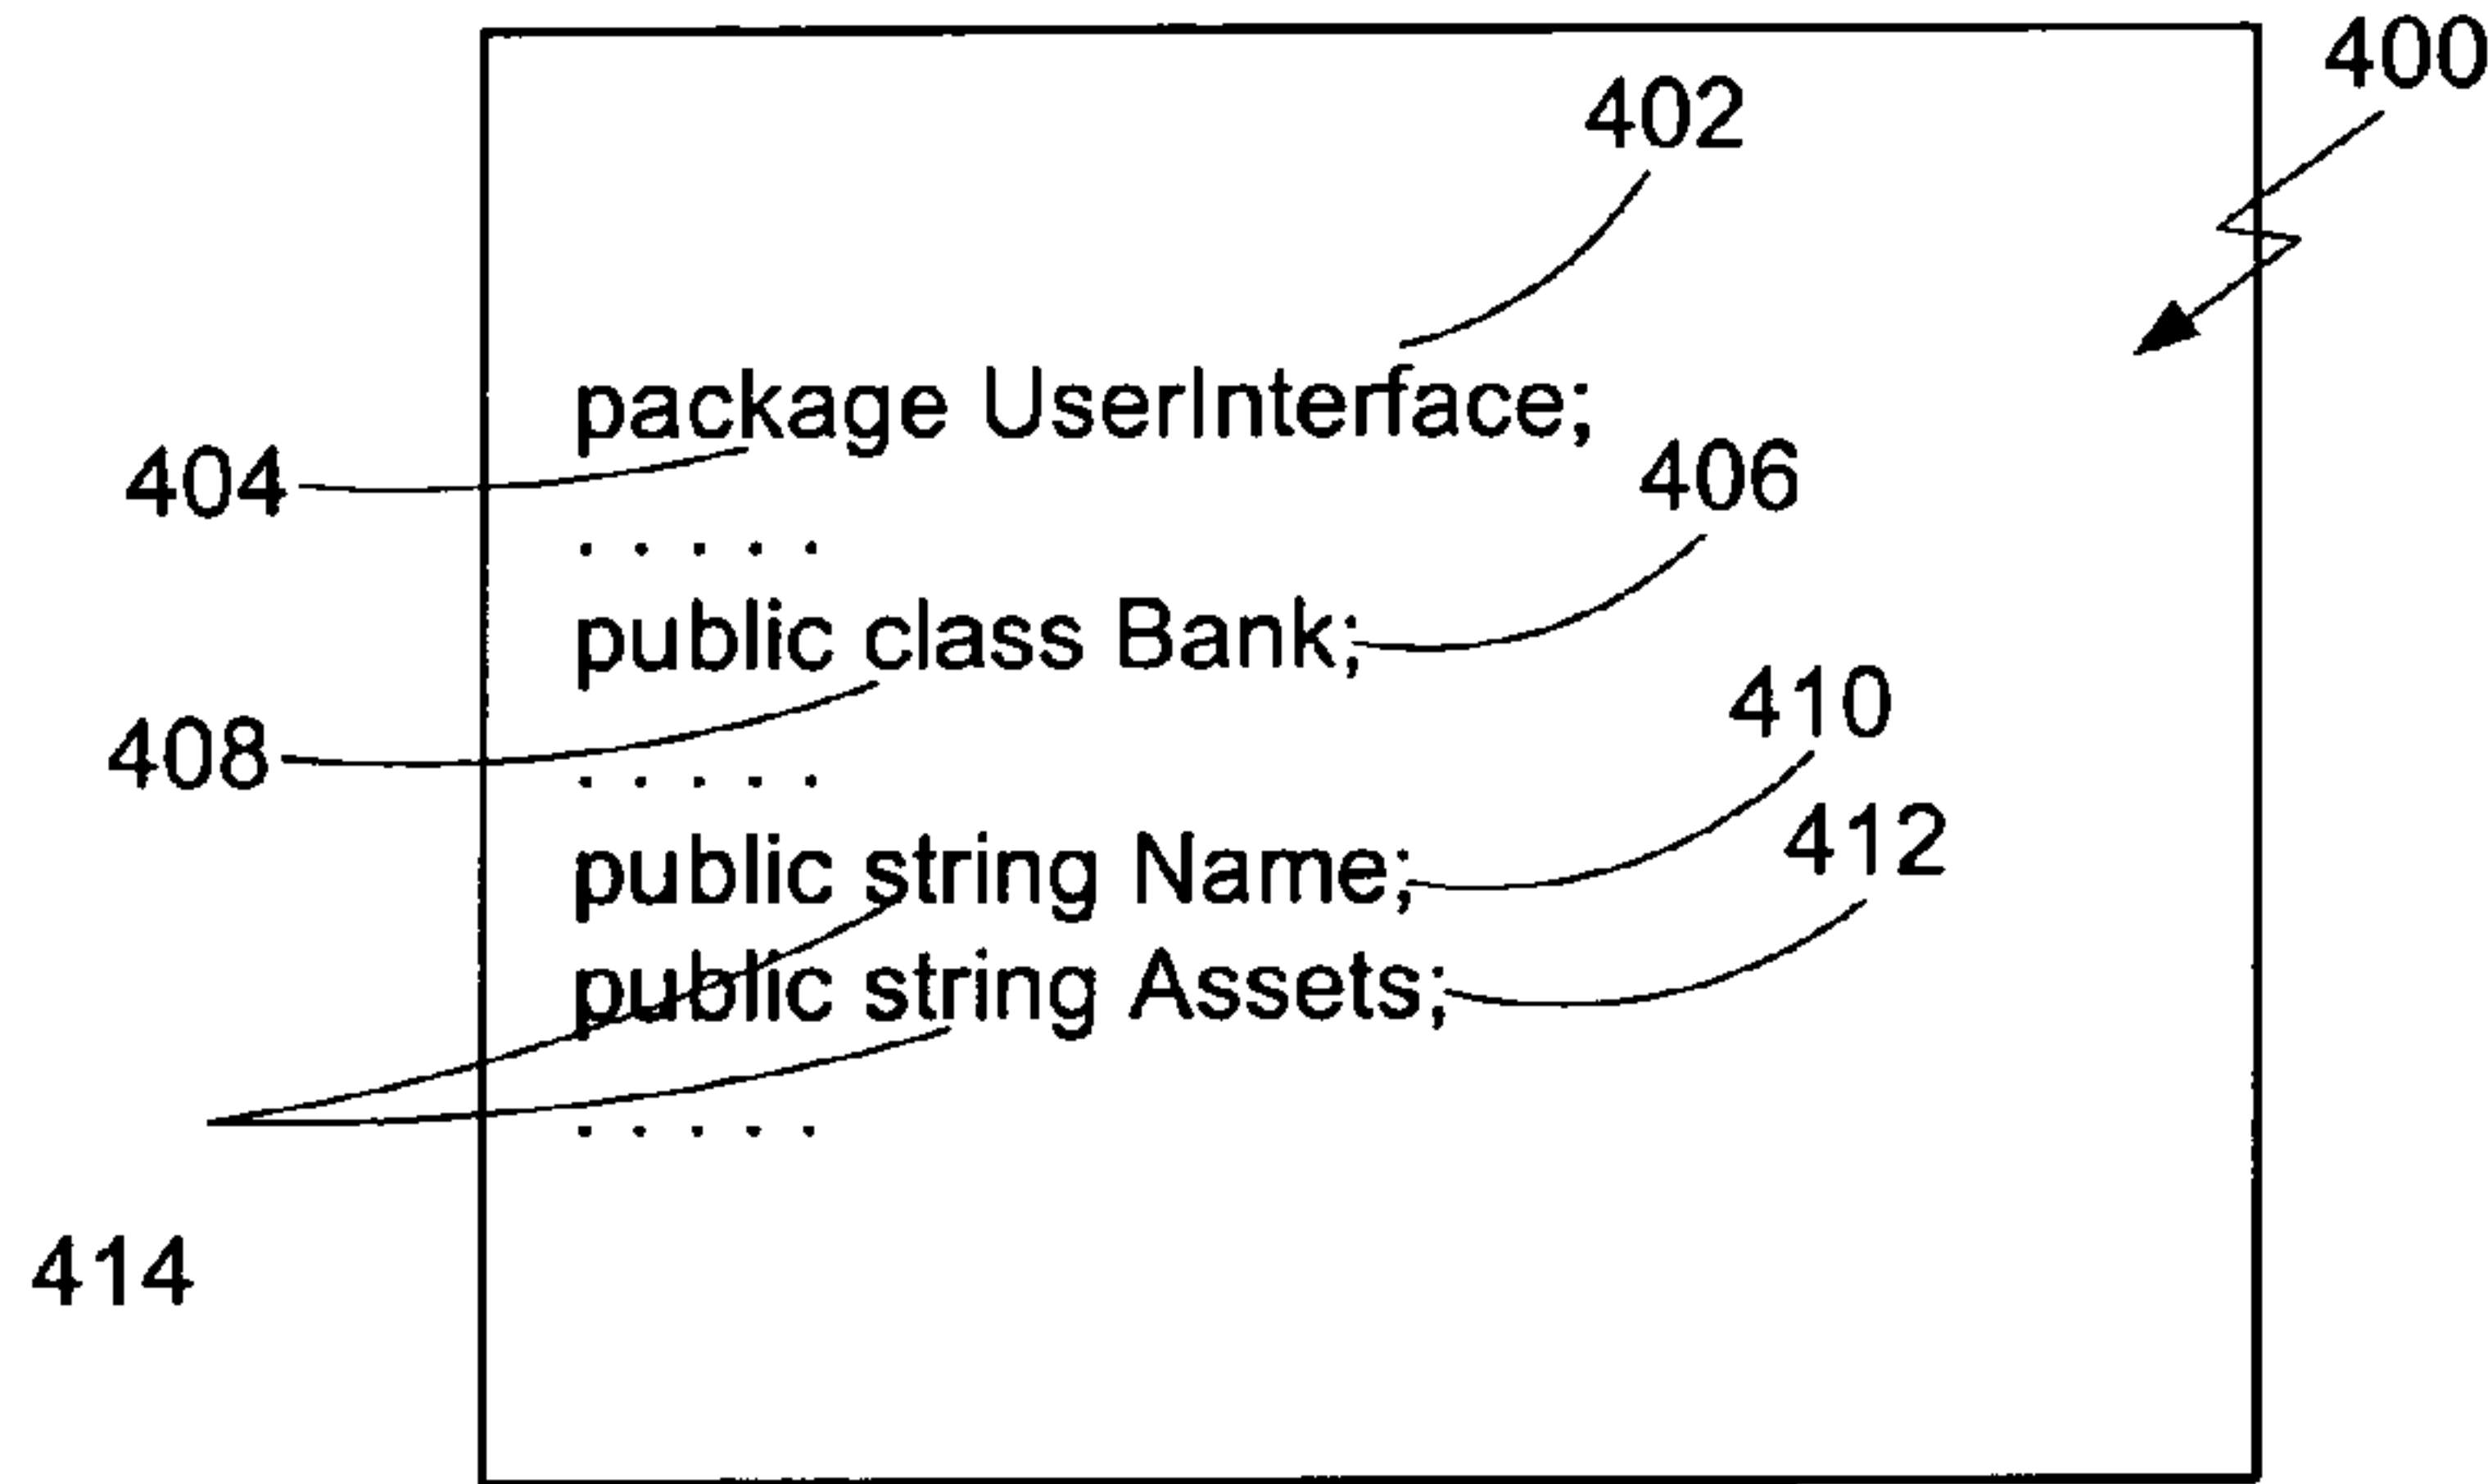 400
402
package UserInterface;
404
406
. . . . .
public class Bank;
410
408
. . . . .
412
public string Name;
public string Assets;
. . . . .
414